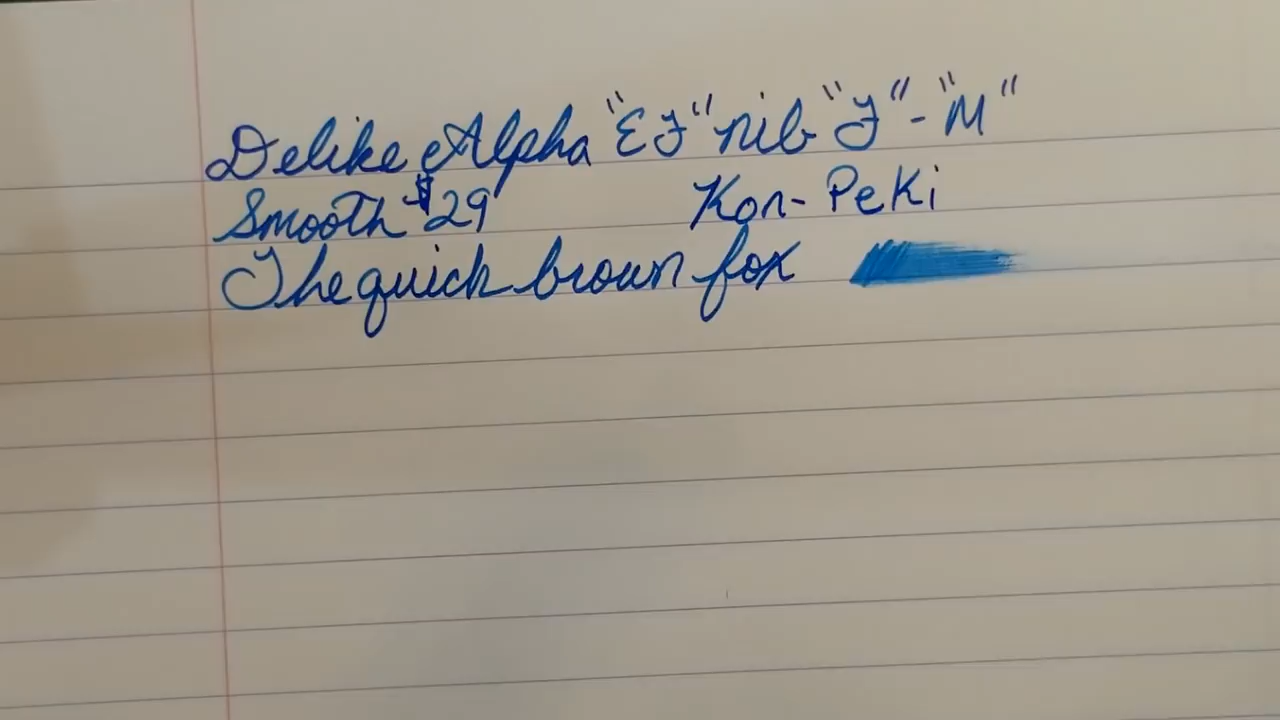 Delike Alpha "EF" nib "F" - "M"
Smooth $29 Kon-Peki
The quick brown fox